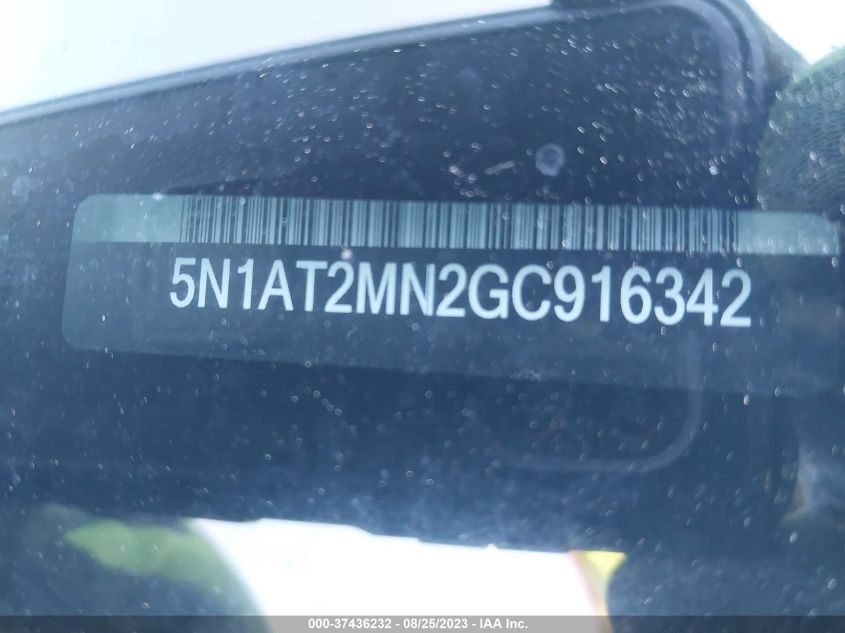 5N1AT2MN2GC916342
000-37436232 - 08/25/2023 - IAA Inc.